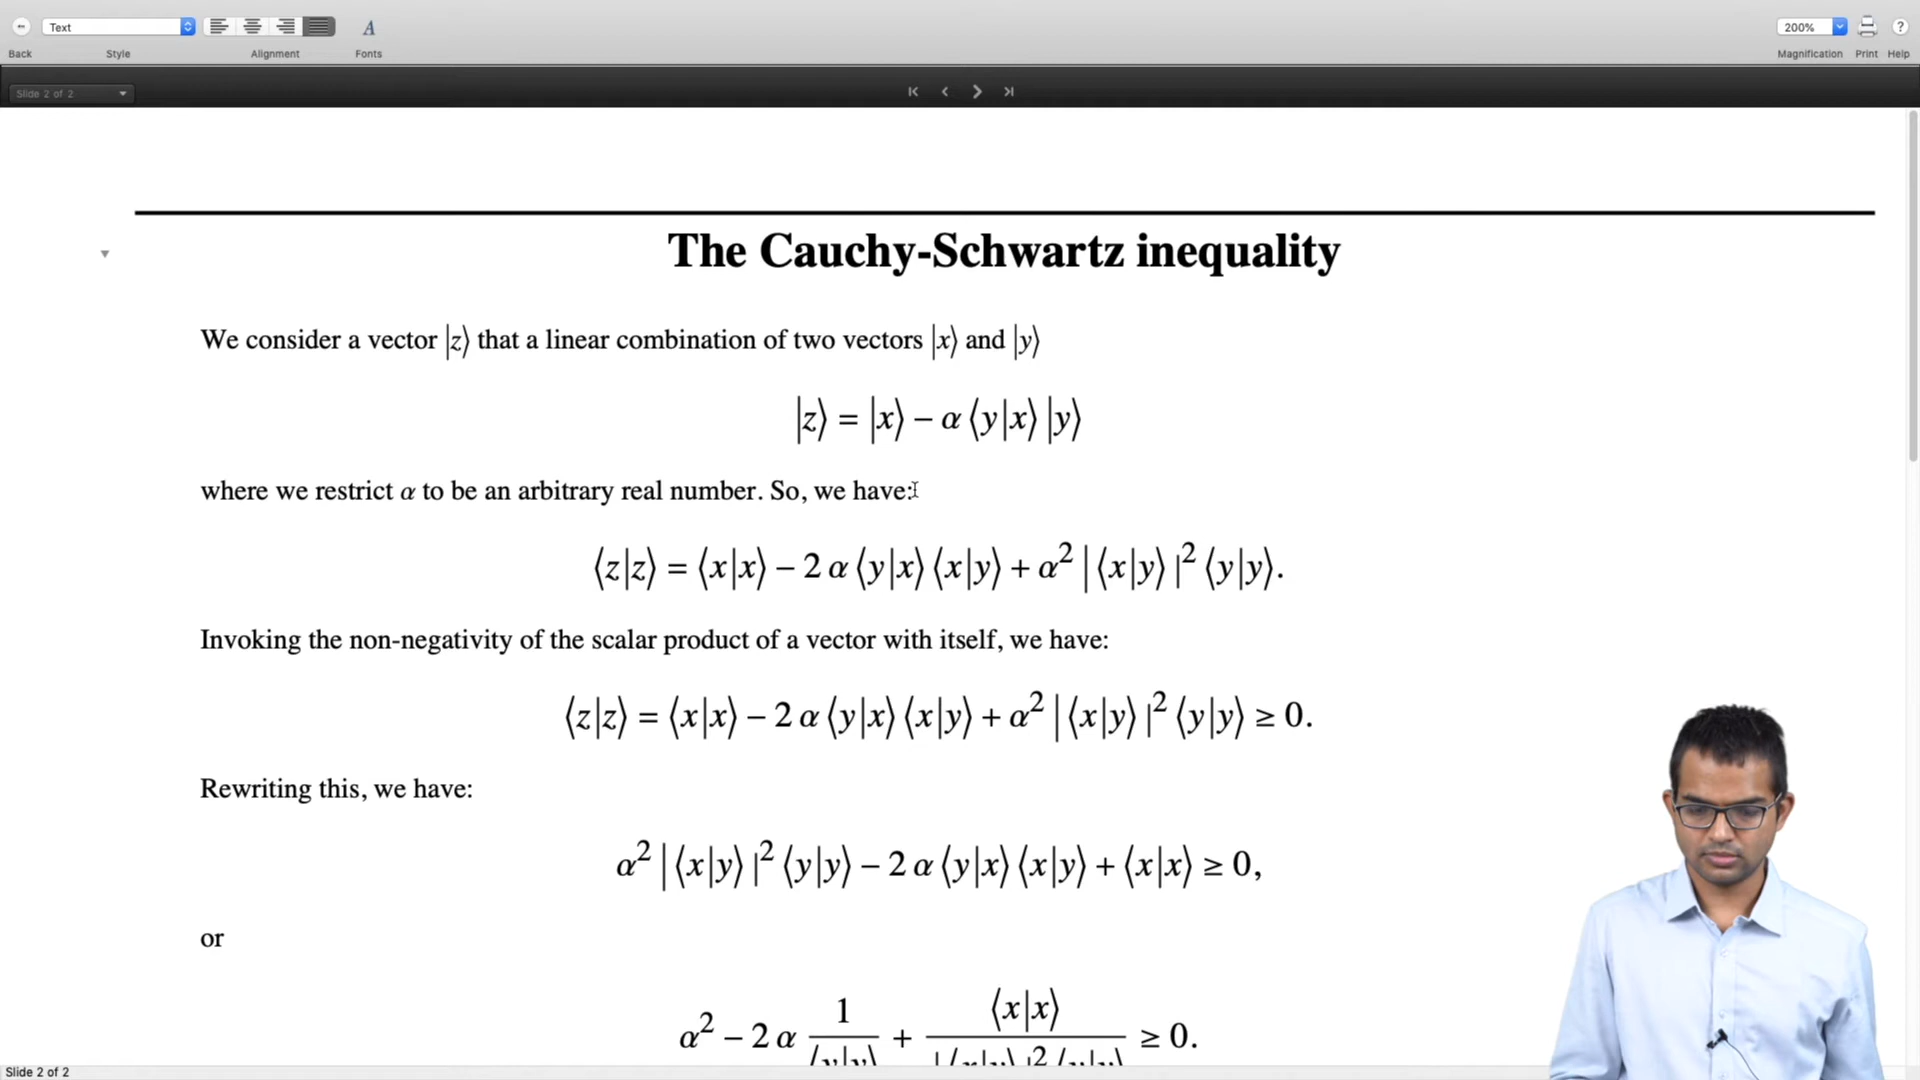 Text
Back
Style
Alignment
A
Fonts
200%
Magnification
Print
?
Help
Slide 2 of 2
The Cauchy-Schwartz inequality
We consider a vector |z⟩ that a linear combination of two vectors |x⟩ and |y⟩
|z⟩ = |x⟩ − α ⟨y|x⟩ |y⟩
where we restrict α to be an arbitrary real number. So, we have:
⟨z|z⟩ = ⟨x|x⟩ − 2 α ⟨y|x⟩ ⟨x|y⟩ + α² | ⟨x|y⟩ |² ⟨y|y⟩.
Invoking the non-negativity of the scalar product of a vector with itself, we have:
⟨z|z⟩ = ⟨x|x⟩ − 2 α ⟨y|x⟩ ⟨x|y⟩ + α² | ⟨x|y⟩ |² ⟨y|y⟩ ≥ 0.
Rewriting this, we have:
α² | ⟨x|y⟩ |² ⟨y|y⟩ − 2 α ⟨y|x⟩ ⟨x|y⟩ + ⟨x|x⟩ ≥ 0,
or
α² − 2 α 1 + ⟨x|x⟩ ≥ 0.
Slide 2 of 2